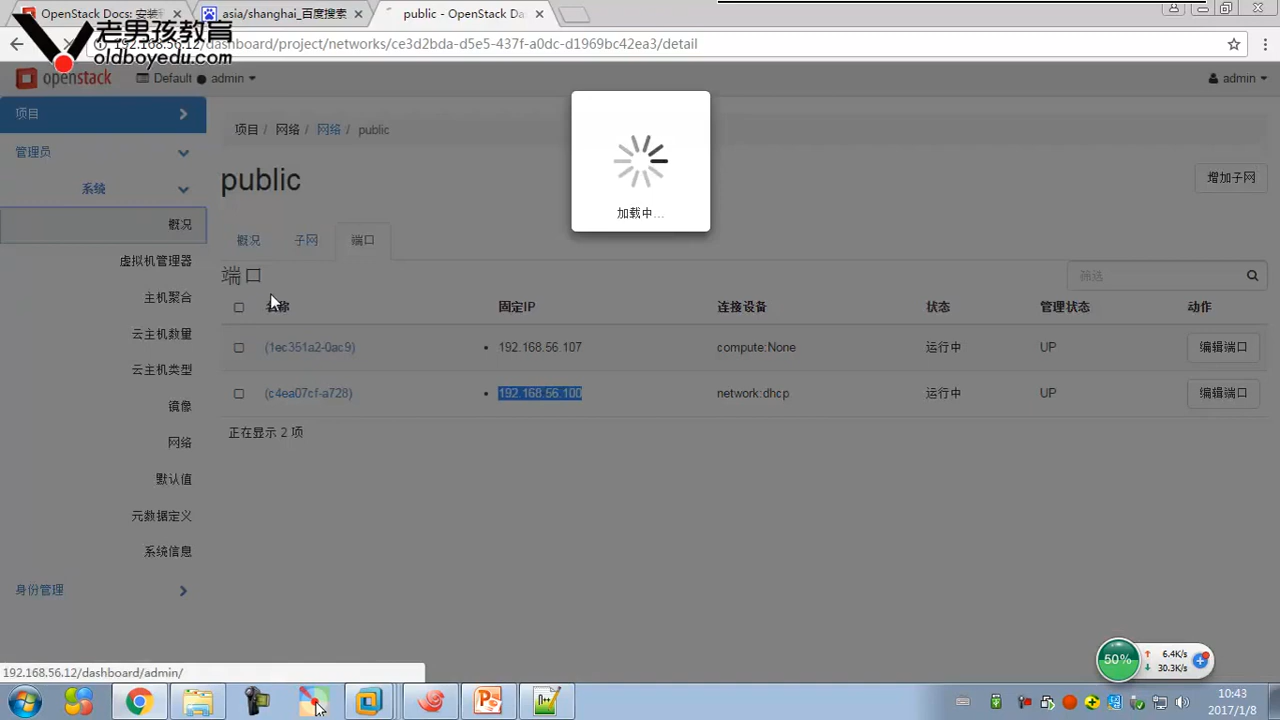 OpenStack Docs: 安装
asia/shanghai_百度搜索
public - OpenStack Da
老男孩教育
oldboyedu.com
192.168.56.12/dashboard/project/networks/ce3d2bda-d5e5-437f-a0dc-d1969bc42ea3/detail
openstack
Default ● admin
admin
项目
管理员
系统
概况
虚拟机管理器
主机聚合
云主机数量
云主机类型
镜像
网络
默认值
元数据定义
系统信息
身份管理
项目 / 网络 / 网络 / public
public
增加子网
加载中...
概况 子网 端口
端口
筛选
名称 固定IP 连接设备 状态 管理状态 动作
(1ec351a2-0ac9) • 192.168.56.107 compute:None 运行中 UP 编辑端口
(c4ea07cf-a728) • 192.168.56.100 network:dhcp 运行中 UP 编辑端口
正在显示 2 项
192.168.56.12/dashboard/admin/
50%
↑ 6.4K/s
↓ 30.3K/s
10:43
2017/1/8